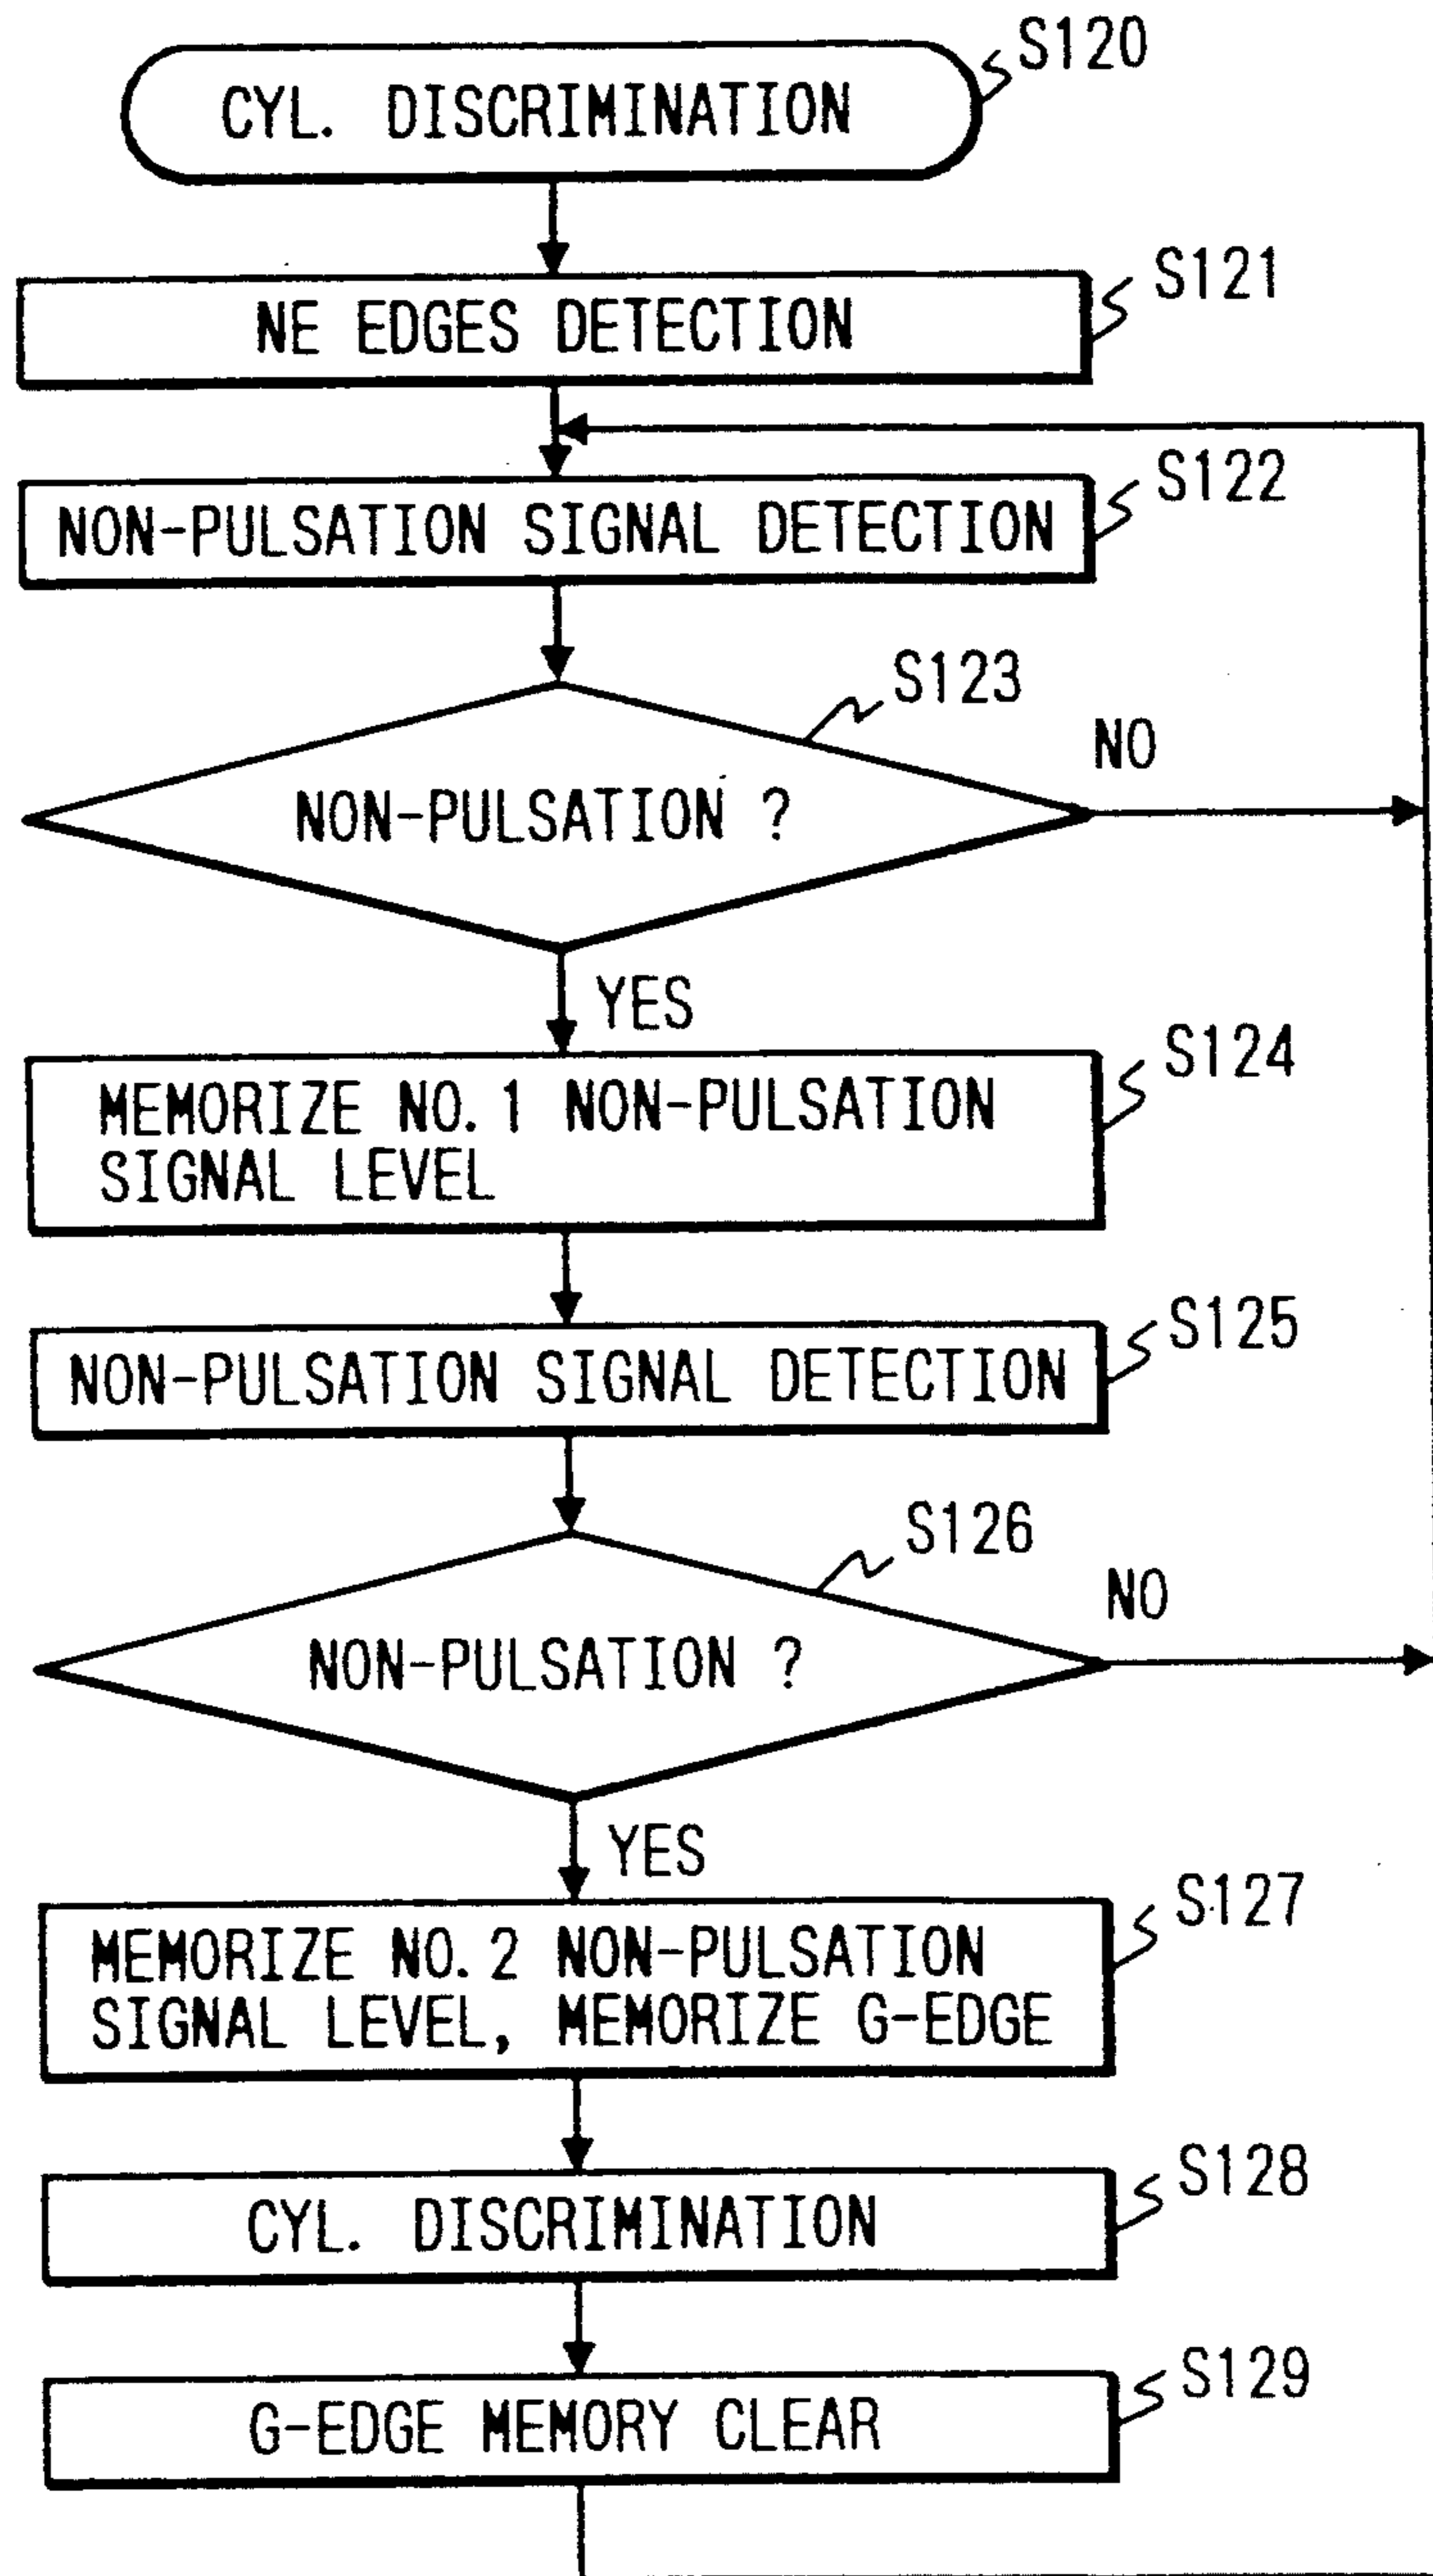 S120
CYL. DISCRIMINATION
S121
NE EDGES DETECTION
S122
NON-PULSATION SIGNAL DETECTION
S123
NON-PULSATION ?
NO
YES
S124
MEMORIZE NO. 1 NON-PULSATION
SIGNAL LEVEL
S125
NON-PULSATION SIGNAL DETECTION
S126
NON-PULSATION ?
NO
YES
S127
MEMORIZE NO. 2 NON-PULSATION
SIGNAL LEVEL, MEMORIZE G-EDGE
S128
CYL. DISCRIMINATION
S129
G-EDGE MEMORY CLEAR